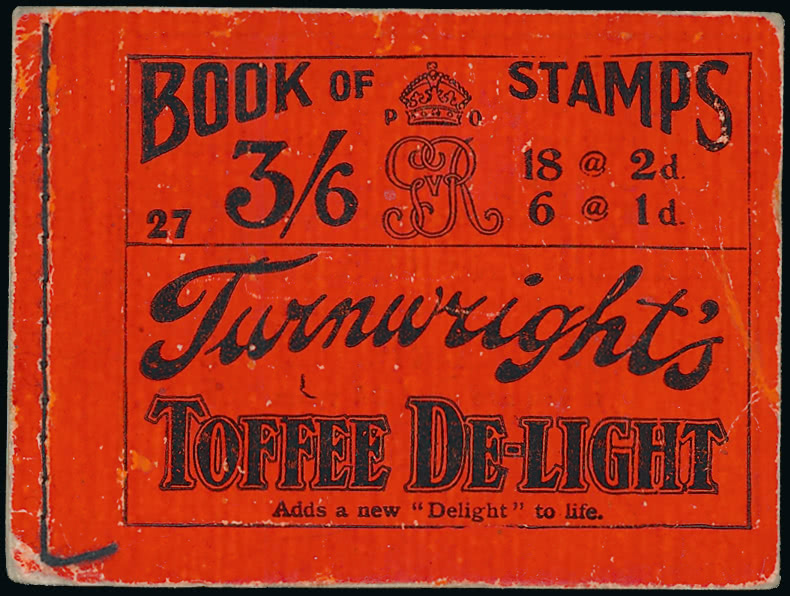 BOOK OF STAMPS
P O
3/6 GvR 18 @ 2d.
27 6 @ 1d.
Turnwright's
TOFFEE DE-LIGHT
Adds a new "Delight" to life.